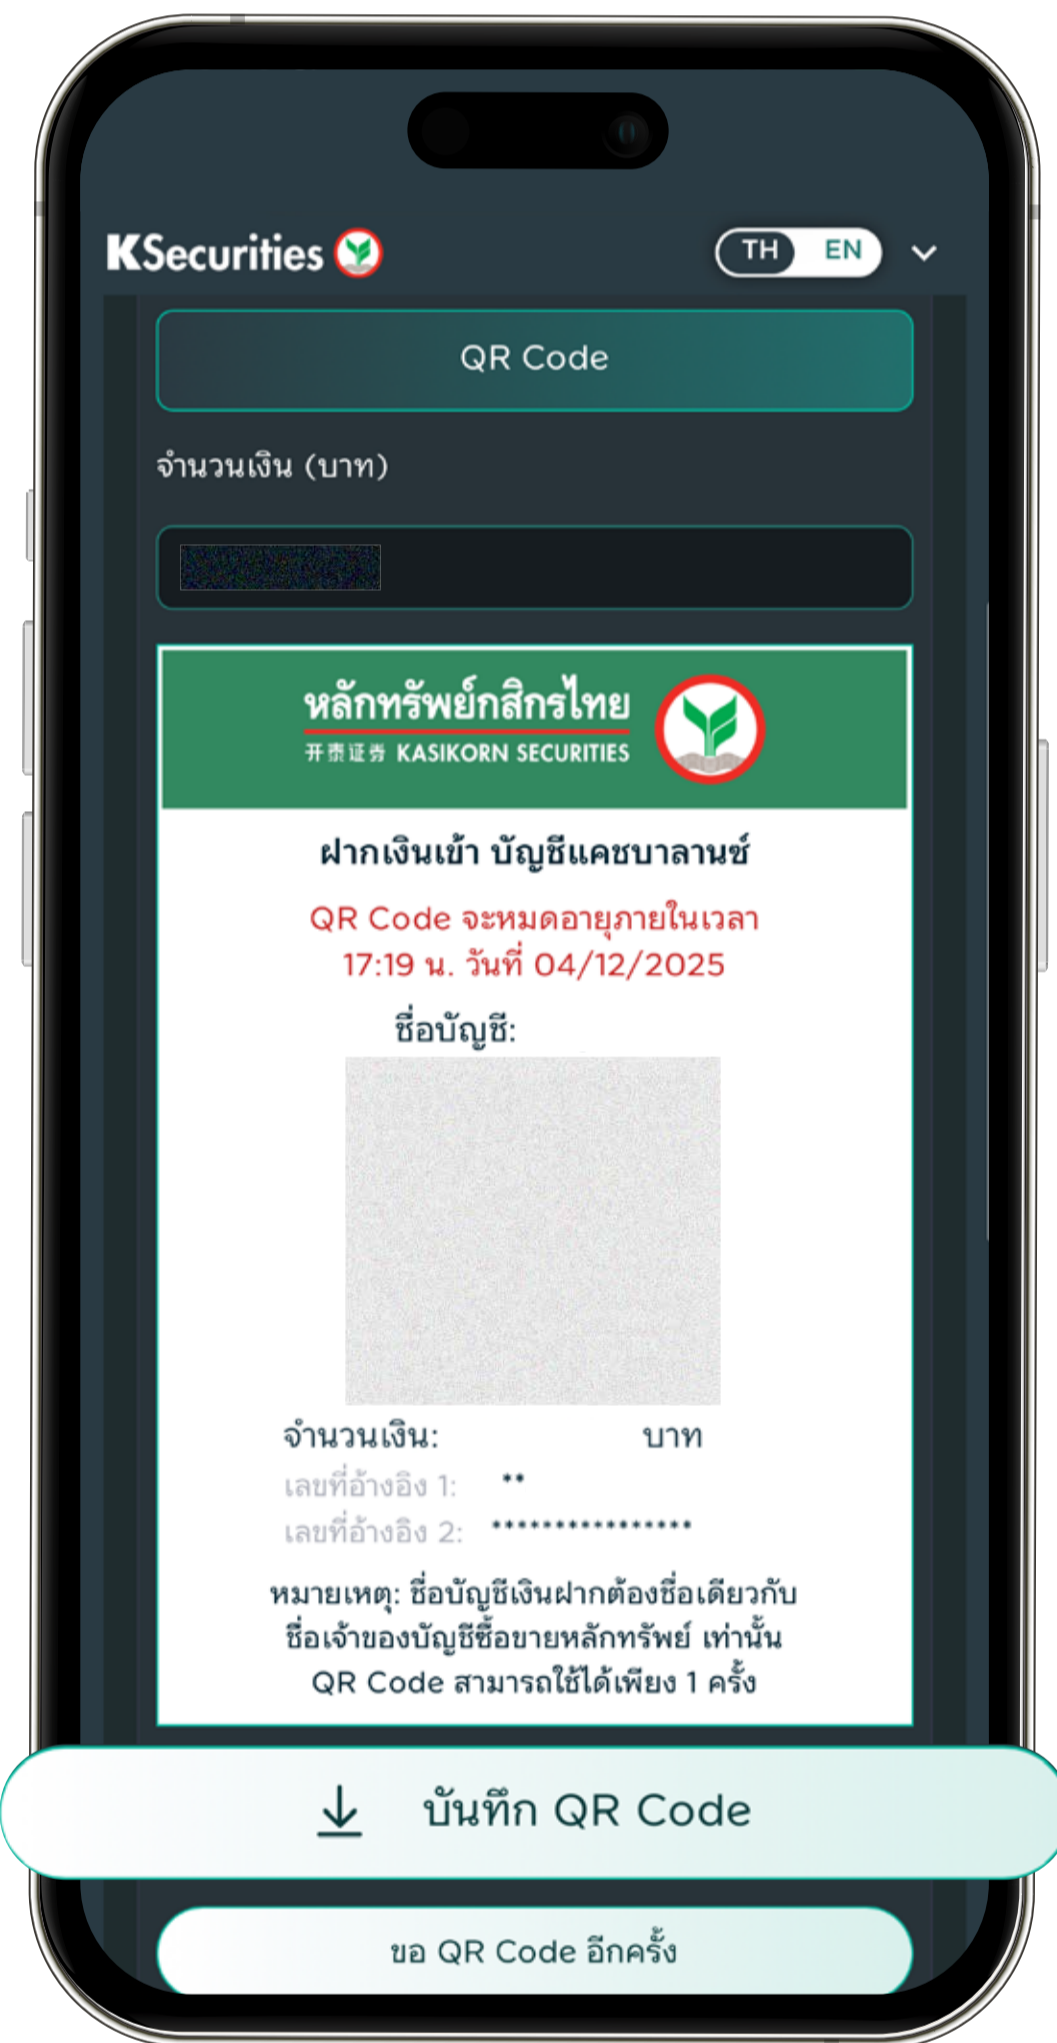 KSecurities
TH EN
QR Code
จำนวนเงิน (บาท)
หลักทรัพย์กสิกรไทย
开泰证券 KASIKORN SECURITIES
ฝากเงินเข้า บัญชีแคชบาลานซ์
QR Code จะหมดอายุภายในเวลา
17:19 น. วันที่ 04/12/2025
ชื่อบัญชี:
จำนวนเงิน: บาท
เลขที่อ้างอิง 1: **
เลขที่อ้างอิง 2: ****************
หมายเหตุ: ชื่อบัญชีเงินฝากต้องชื่อเดียวกับ
ชื่อเจ้าของบัญชีซื้อขายหลักทรัพย์ เท่านั้น
QR Code สามารถใช้ได้เพียง 1 ครั้ง
บันทึก QR Code
ขอ QR Code อีกครั้ง